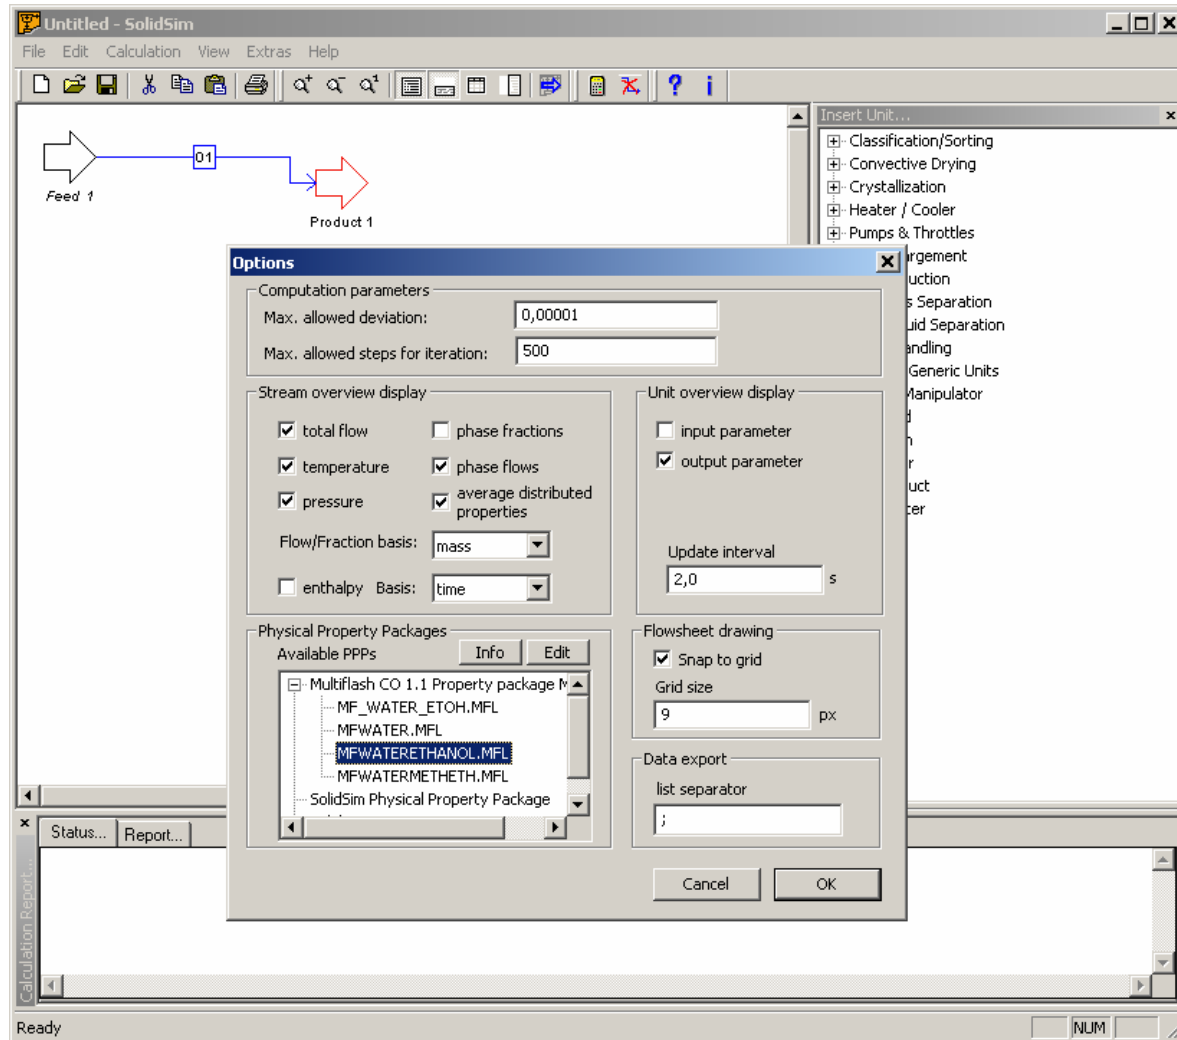 Untitled - SolidSim
File Edit Calculation View Extras Help
Insert Unit...
Classification/Sorting
Convective Drying
Crystallization
Heater / Cooler
Pumps & Throttles
01
Feed 1
Product 1
Options
Computation parameters
Max. allowed deviation: 0,00001
Max. allowed steps for iteration: 500
Stream overview display
total flow phase fractions
temperature phase flows
pressure average distributed
properties
Flow/Fraction basis: mass
enthalpy Basis: time
Unit overview display
input parameter
output parameter
Update interval
2,0 s
Physical Property Packages
Available PPPs Info Edit
Multiflash CO 1.1 Property package
MF_WATER_ETOH.MFL
MFWATER.MFL
MFWATERETHANOL.MFL
MFWATERMETHETH.MFL
SolidSim Physical Property Package
Flowsheet drawing
Snap to grid
Grid size
9 px
Data export
list separator
;
Cancel OK
s Separation
uid Separation
Generic Units
Manipulator
Status... Report...
Calculation Report...
Ready NUM